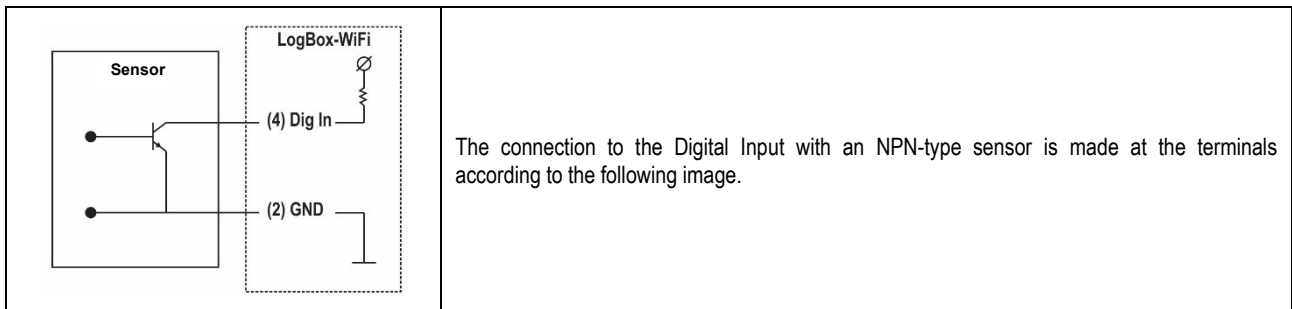 LogBox-WiFi
Sensor
(4) Dig In
(2) GND
The connection to the Digital Input with an NPN-type sensor is made at the terminals
according to the following image.